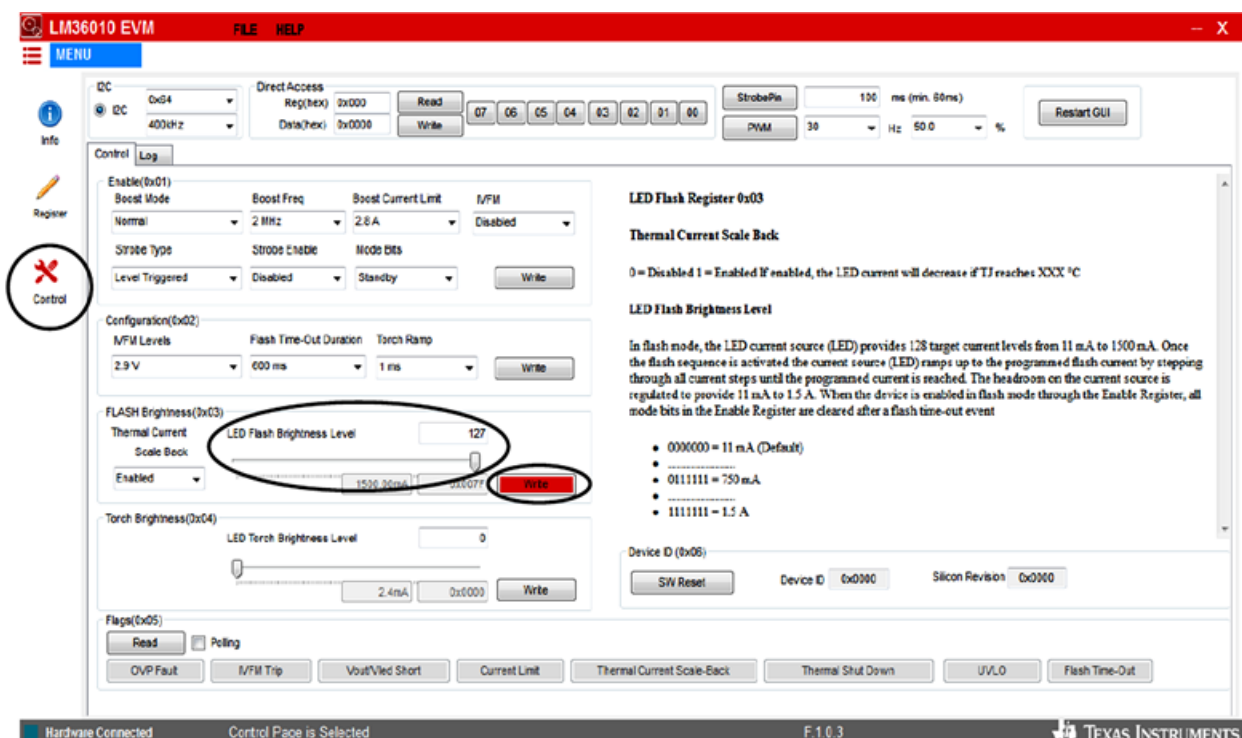 LM36010 EVM FILE HELP – X
MENU
Info
Register
Control
I2C
I2C 0x64
400kHz
Direct Access
Reg(hex) 0x000 Read
Data(hex) 0x0000 Write
07 06 05 04 03 02 01 00
StrobePin 100 ms (min. 60ms)
PWM 30 Hz 50.0 %
Restart GUI
Control Log
Enable(0x01)
Boost Mode Boost Freq Boost Current Limit IVFM
Normal 2 MHz 2.8 A Disabled
Strobe Type Strobe Enable Mode Bits
Level Triggered Disabled Standby Write
Configuration(0x02)
IVFM Levels Flash Time-Out Duration Torch Ramp
2.9 V 600 ms 1 ms Write
FLASH Brightness(0x03)
Thermal Current
Scale Back
Enabled
LED Flash Brightness Level 127
1500.00mA 0x007F Write
Torch Brightness(0x04)
LED Torch Brightness Level 0
2.4mA 0x0000 Write
LED Flash Register 0x03
Thermal Current Scale Back
0 = Disabled 1 = Enabled If enabled, the LED current will decrease if TJ reaches XXX °C
LED Flash Brightness Level
In flash mode, the LED current source (LED) provides 128 target current levels from 11 mA to 1500 mA. Once
the flash sequence is activated the current source (LED) ramps up to the programmed flash current by stepping
through all current steps until the programmed current is reached. The headroom on the current source is
regulated to provide 11 mA to 1.5 A. When the device is enabled in flash mode through the Enable Register, all
mode bits in the Enable Register are cleared after a flash time-out event
• 0000000 = 11 mA (Default)
• ......................
• 0111111 = 750 mA
• ......................
• 1111111 = 1.5 A
Device ID (0x06)
SW Reset Device ID 0x0000 Silicon Revision 0x0000
Flags(0x05)
Read Polling
OVP Fault IVFM Trip Vout/Vled Short Current Limit Thermal Current Scale-Back Thermal Shut Down UVLO Flash Time-Out
Hardware Connected Control Page is Selected F.1.0.3 TEXAS INSTRUMENTS